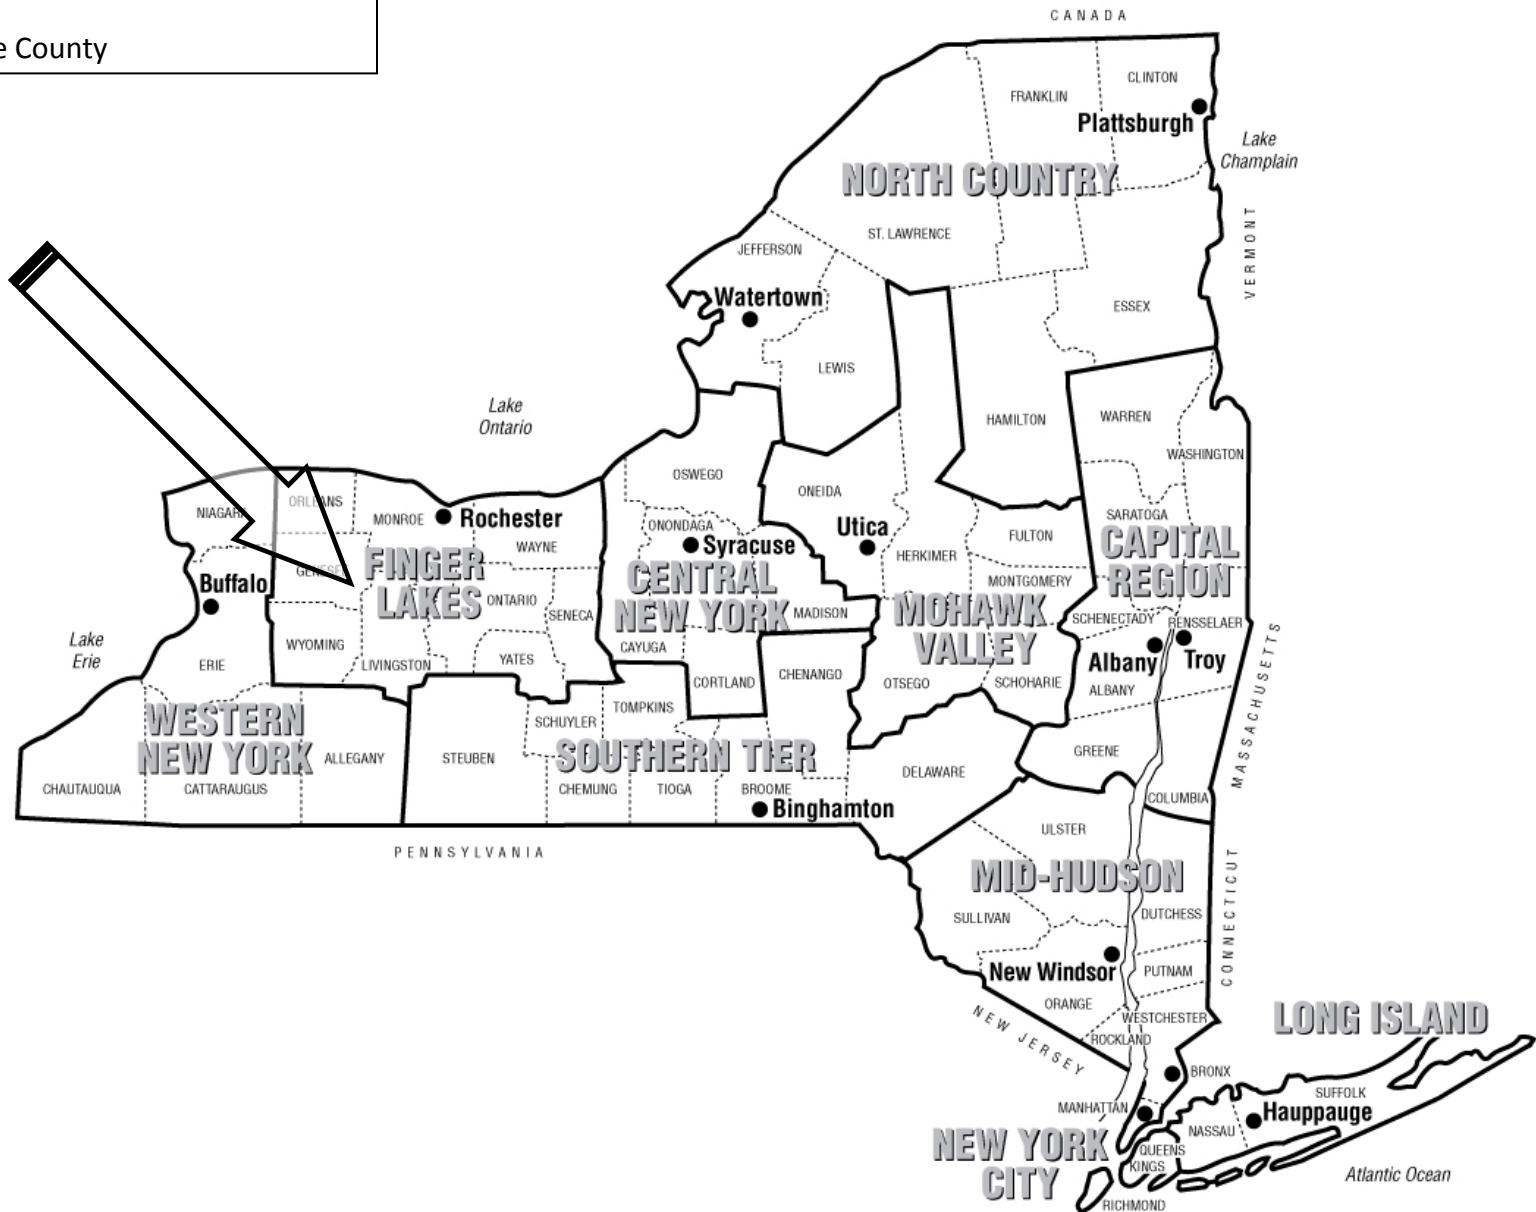 e County
CANADA
CLINTON
FRANKLIN
Plattsburgh
Lake
Champlain
NORTH COUNTRY
VERMONT
ST. LAWRENCE
JEFFERSON
Watertown
ESSEX
LEWIS
Lake
Ontario
HAMILTON
WARREN
WASHINGTON
OSWEGO
ONEIDA
ORLEANS
NIAGARA
MONROE
Rochester
SARATOGA
ONONDAGA
Utica
FULTON
Syracuse
WAYNE
HERKIMER
CAPITAL
REGION
FINGER
LAKES
GENESEE
Buffalo
CENTRAL
NEW YORK
MONTGOMERY
ONTARIO
SENECA
MADISON
MOHAWK
VALLEY
SCHENECTADY
RENSSELAER
Lake
Erie
WYOMING
CAYUGA
ERIE
LIVINGSTON
YATES
Albany
Troy
CHENANGO
CORTLAND
OTSEGO
SCHOHARIE
ALBANY
MASSACHUSETTS
WESTERN
NEW YORK
TOMPKINS
SCHUYLER
ALLEGANY
STEUBEN
SOUTHERN TIER
GREENE
DELAWARE
CHAUTAUQUA
CATTARAUGUS
CHEMUNG
TIOGA
BROOME
Binghamton
COLUMBIA
PENNSYLVANIA
ULSTER
MID-HUDSON
SULLIVAN
DUTCHESS
CONNECTICUT
New Windsor
PUTNAM
ORANGE
NEW JERSEY
WESTCHESTER
LONG ISLAND
ROCKLAND
BRONX
SUFFOLK
MANHATTAN
Hauppauge
NASSAU
NEW YORK
CITY
QUEENS
KINGS
Atlantic Ocean
RICHMOND